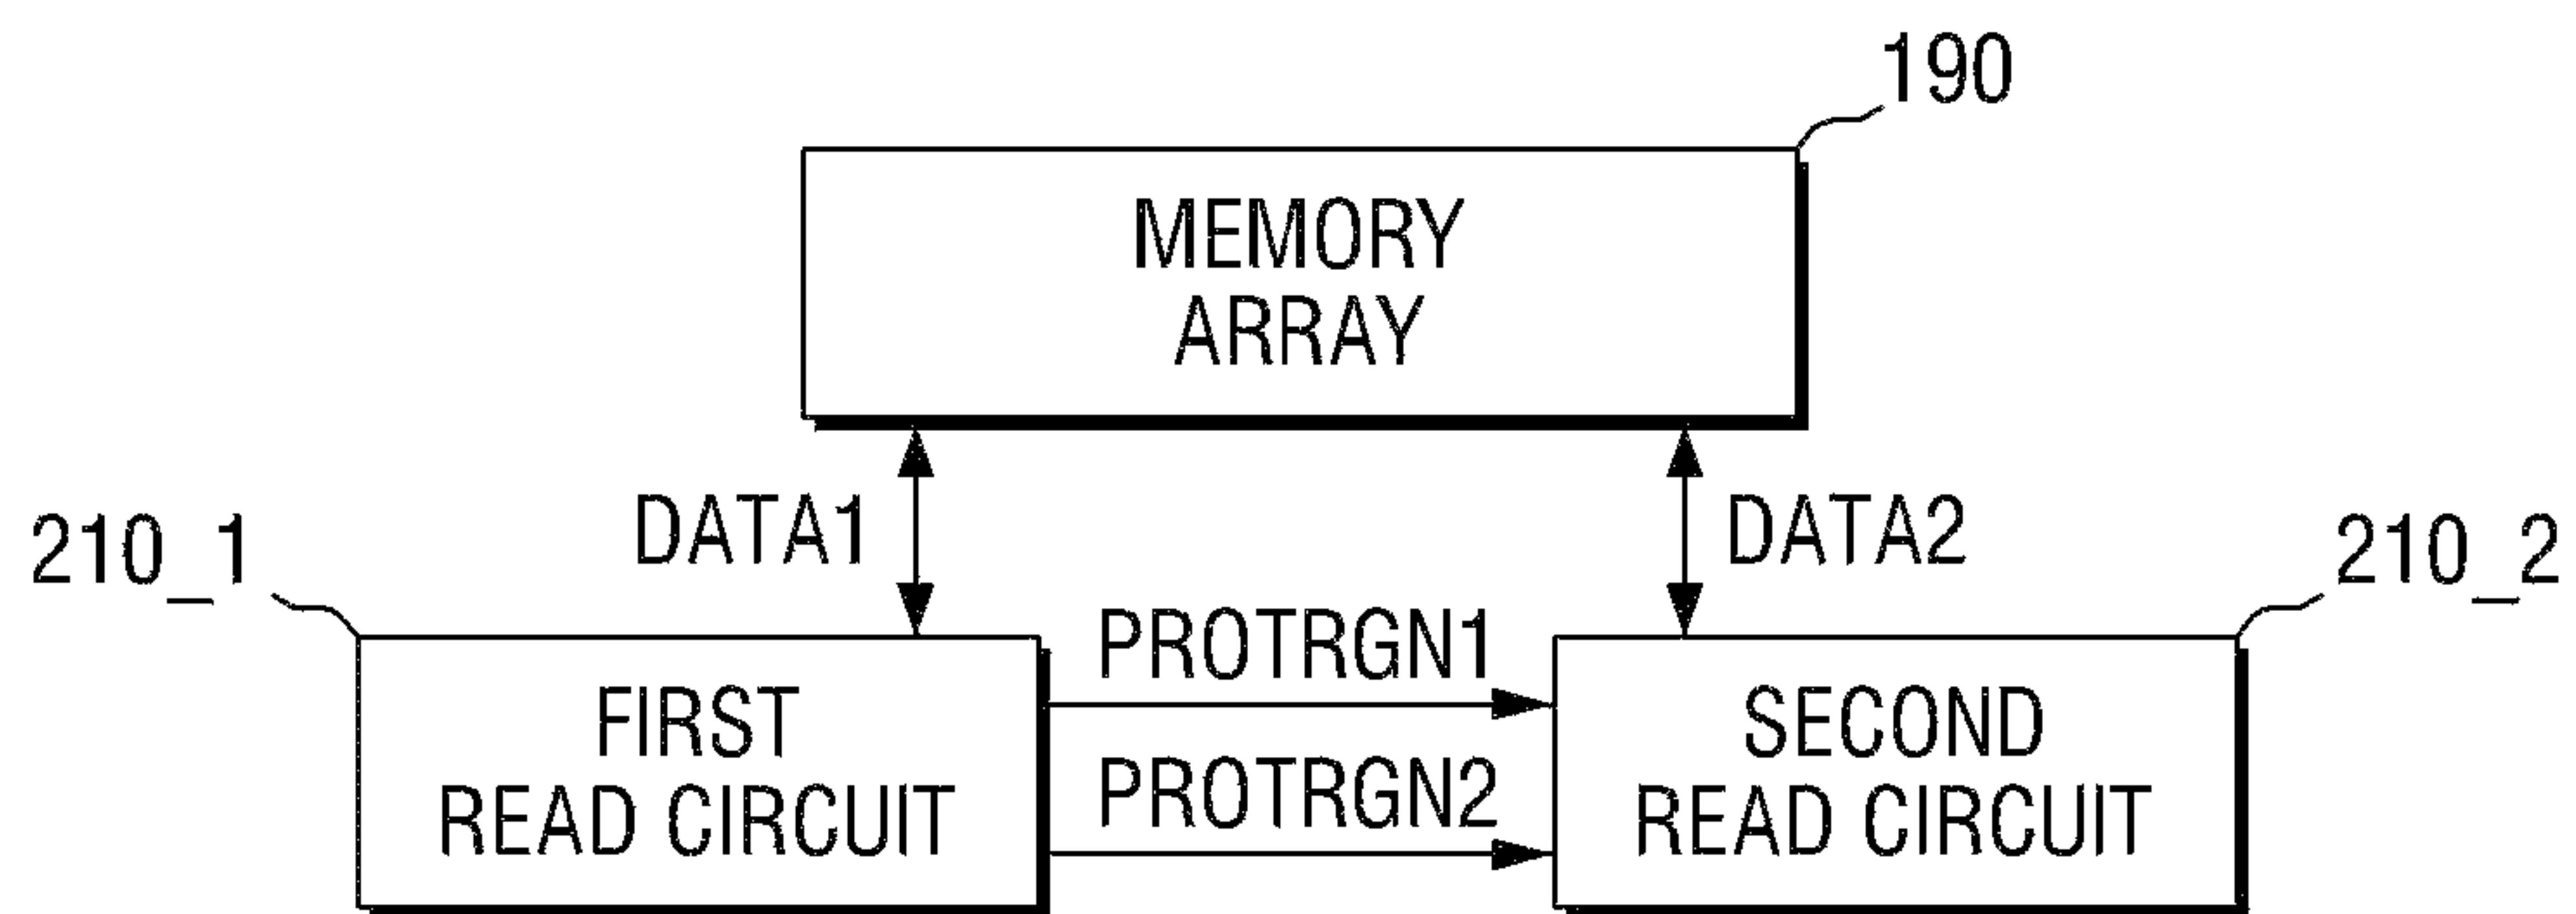 190
MEMORY
ARRAY
DATA1
DATA2
210_1
210_2
PROTRGN1
FIRST
READ CIRCUIT
PROTRGN2
SECOND
READ CIRCUIT